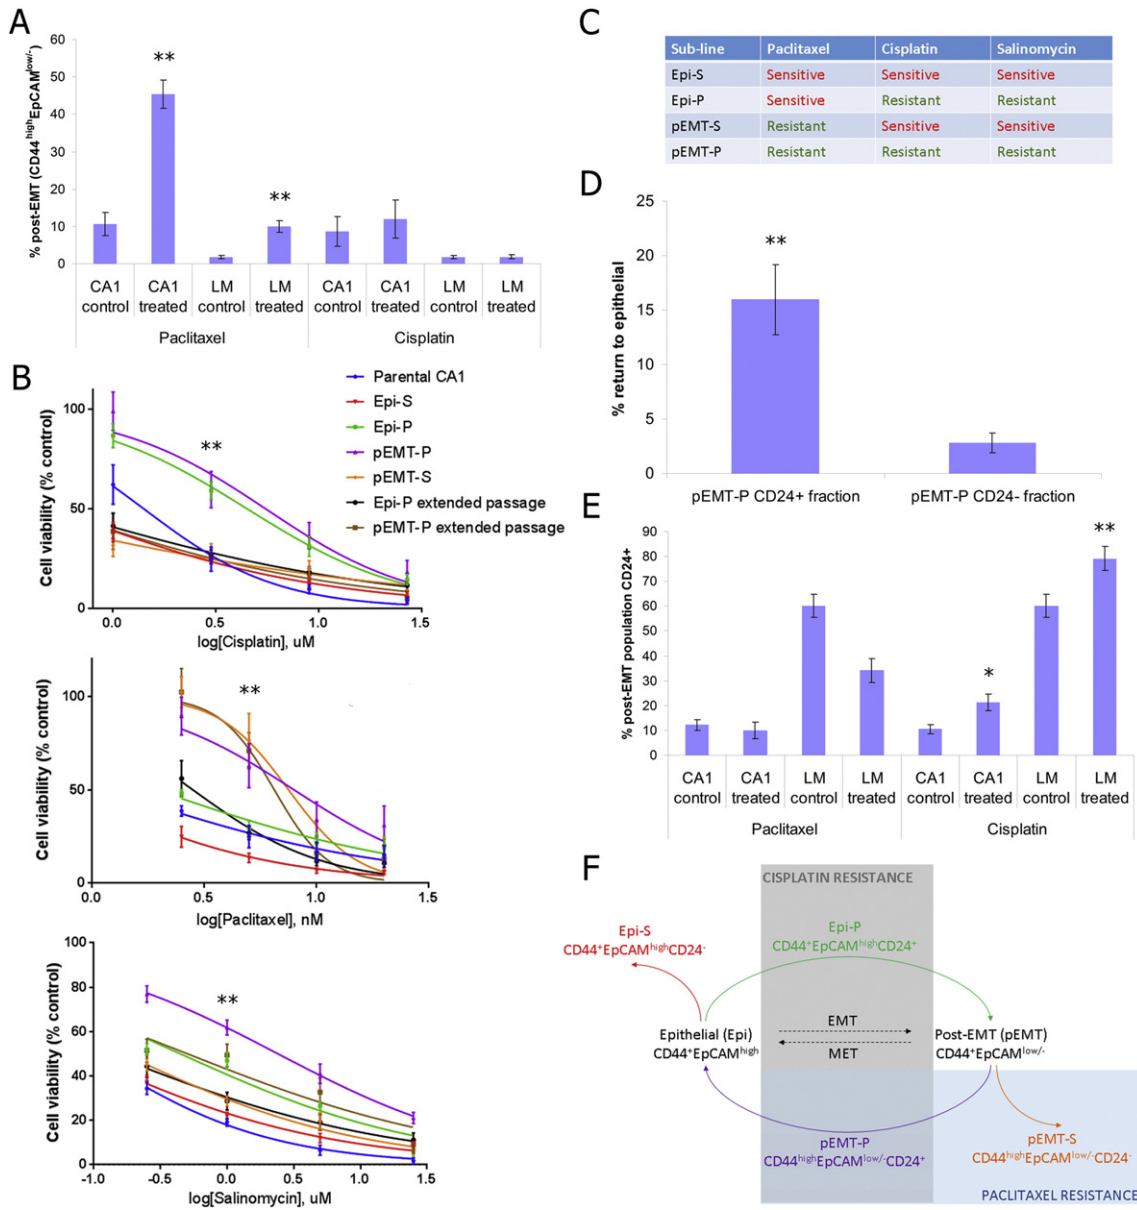 A
% post-EMT (CD44 high EpCAM low/-)
60
50
40
30
20
10
0
**
**
CA1 control
CA1 treated
LM control
LM treated
CA1 control
CA1 treated
LM control
LM treated
Paclitaxel
Cisplatin
B
Parental CA1
Epi-S
Epi-P
pEMT-P
pEMT-S
Epi-P extended passage
pEMT-P extended passage
Cell viability (% control)
100
50
0
**
0.0 0.5 1.0 1.5
log[Cisplatin], uM
Cell viability (% control)
100
50
0
**
0.0 0.5 1.0 1.5
log[Paclitaxel], nM
Cell viability (% control)
100
80
60
40
20
0
**
-1.0 -0.5 0.0 0.5 1.0 1.5
log[Salinomycin], uM
C
Sub-line Paclitaxel Cisplatin Salinomycin
Epi-S Sensitive Sensitive Sensitive
Epi-P Sensitive Resistant Resistant
pEMT-S Resistant Sensitive Sensitive
pEMT-P Resistant Resistant Resistant
D
% return to epithelial
25
20
15
10
5
0
**
pEMT-P CD24+ fraction
pEMT-P CD24- fraction
E
% post-EMT population CD24+
90
80
70
60
50
40
30
20
10
0
*
**
CA1 control
CA1 treated
LM control
LM treated
CA1 control
CA1 treated
LM control
LM treated
Paclitaxel
Cisplatin
F
CISPLATIN RESISTANCE
Epi-S
CD44+EpCAMhighCD24-
Epi-P
CD44+EpCAMhighCD24+
Epithelial (Epi)
CD44+EpCAMhigh
EMT
MET
Post-EMT (pEMT)
CD44+EpCAMlow/-
pEMT-P
CD44highEpCAMlow/-CD24+
pEMT-S
CD44highEpCAMlow/-CD24-
PACLITAXEL RESISTANCE